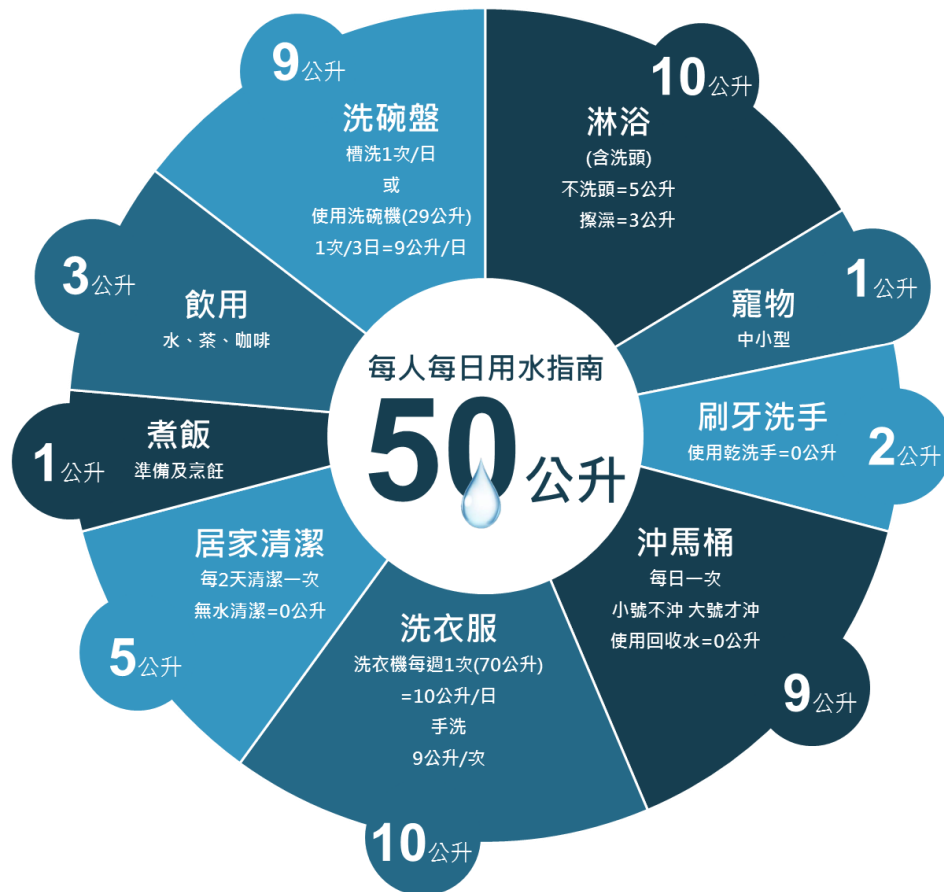 每人每日用水指南
50公升
10公升
淋浴
(含洗頭)
不洗頭=5公升
擦澡=3公升
1公升
寵物
中小型
2公升
刷牙洗手
使用乾洗手=0公升
9公升
沖馬桶
每日一次
小號不沖 大號才沖
使用回收水=0公升
10公升
洗衣服
洗衣機每週1次(70公升)
=10公升/日
手洗
9公升/次
5公升
居家清潔
每2天清潔一次
無水清潔=0公升
1公升
煮飯
準備及烹飪
3公升
飲用
水、茶、咖啡
9公升
洗碗盤
槽洗1次/日
或
使用洗碗機(29公升)
1次/3日=9公升/日